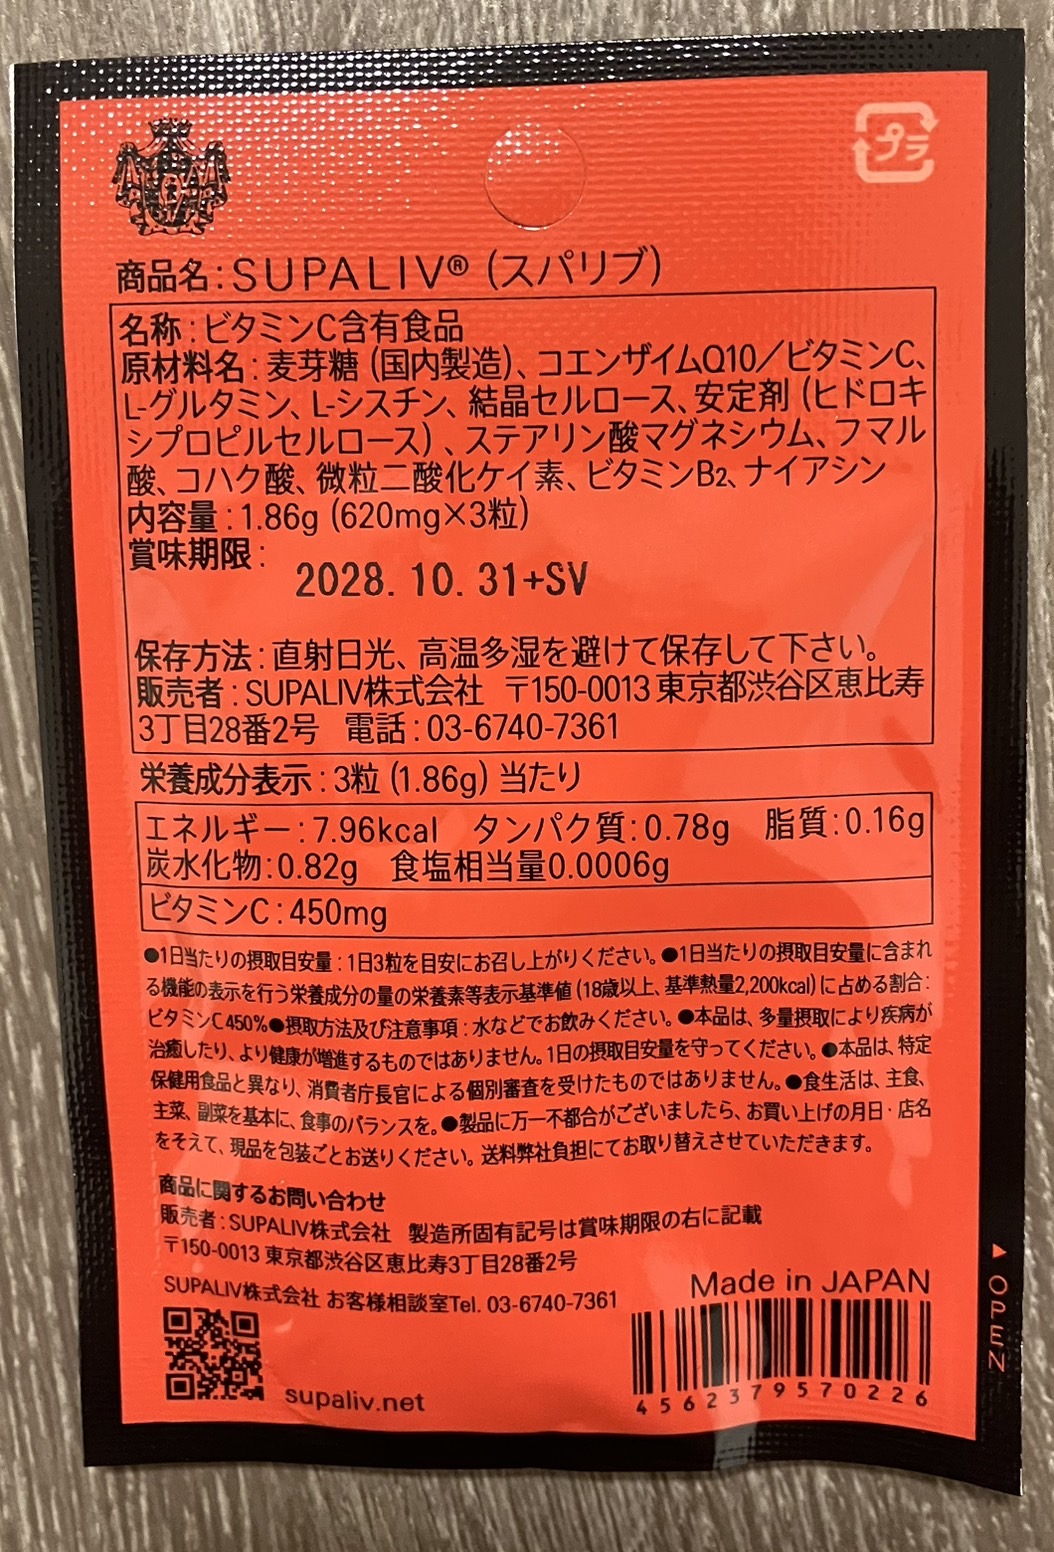 プラ
商品名:SUPALIV®(スパリブ)
名称:ビタミンC含有食品
原材料名:麦芽糖(国内製造)、コエンザイムQ10/ビタミンC、
L-グルタミン、L-シスチン、結晶セルロース、安定剤(ヒドロキ
シプロピルセルロース)、ステアリン酸マグネシウム、フマル
酸、コハク酸、微粒二酸化ケイ素、ビタミンB2、ナイアシン
内容量:1.86g(620mg×3粒)
賞味期限:
2028.10.31+SV
保存方法:直射日光、高温多湿を避けて保存して下さい。
販売者:SUPALIV株式会社 〒150-0013 東京都渋谷区恵比寿
3丁目28番2号 電話:03-6740-7361
栄養成分表示:3粒(1.86g)当たり
エネルギー:7.96kcal タンパク質:0.78g 脂質:0.16g
炭水化物:0.82g 食塩相当量0.0006g
ビタミンC:450mg
●1日当たりの摂取目安量:1日3粒を目安にお召し上がりください。●1日当たりの摂取目安量に含まれ
る機能の表示を行う栄養成分の量の栄養素等表示基準値(18歳以上、基準熱量2,200kcal)に占める割合:
ビタミンC450%●摂取方法及び注意事項:水などでお飲みください。●本品は、多量摂取により疾病が
治癒したり、より健康が増進するものではありません。1日の摂取目安量を守ってください。●本品は、特定
保健用食品と異なり、消費者庁長官による個別審査を受けたものではありません。●食生活は、主食、
主菜、副菜を基本に、食事のバランスを。●製品に万一不都合がございましたら、お買い上げの月日・店名
をそえて、現品を包装ごとお送りください。送料弊社負担にてお取り替えさせていただきます。
商品に関するお問い合わせ
販売者:SUPALIV株式会社 製造所固有記号は賞味期限の右に記載
〒150-0013 東京都渋谷区恵比寿3丁目28番2号
SUPALIV株式会社 お客様相談室Tel. 03-6740-7361
Made in JAPAN
supaliv.net
4562379570226
▲OPEN